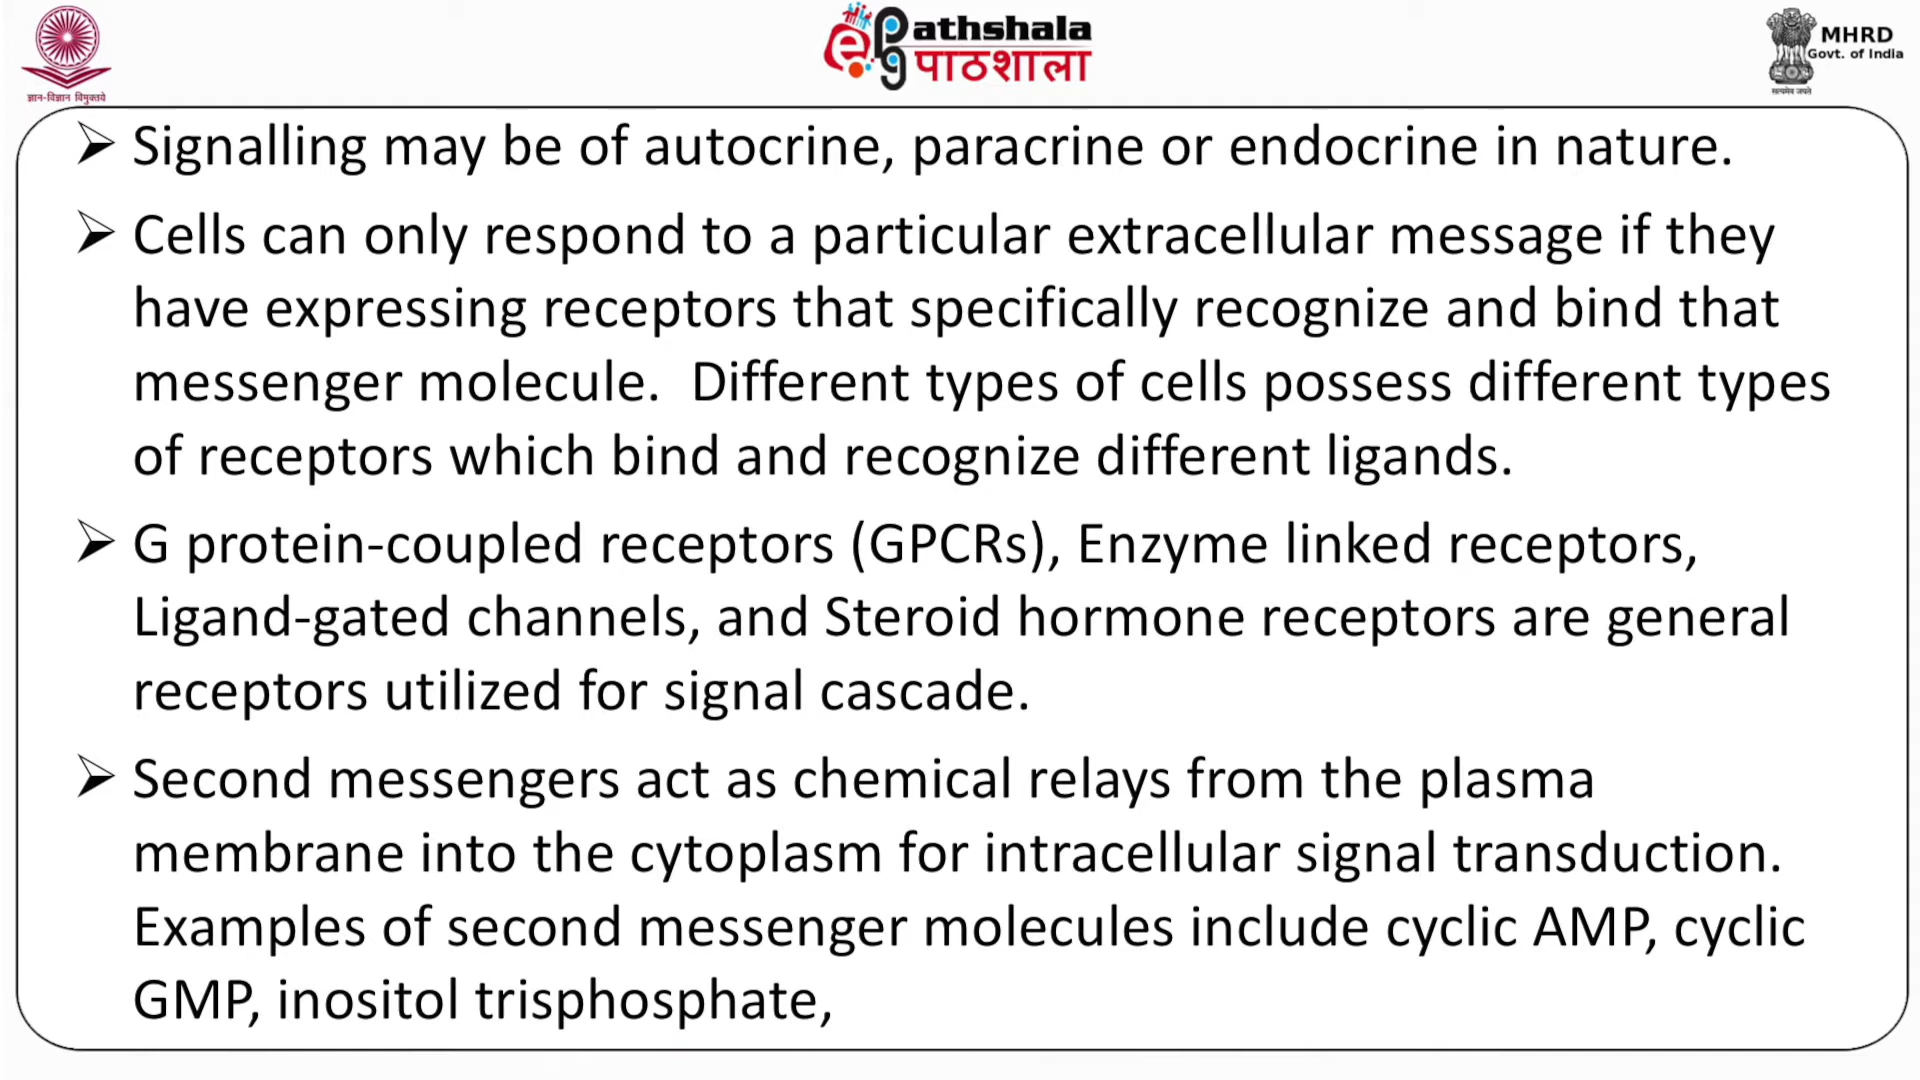 ज्ञान-विज्ञान विमुक्तये
ePG
athshala
पाठशाला
MHRD
Govt. of India
सत्यमेव जयते
➢ Signalling may be of autocrine, paracrine or endocrine in nature.
➢ Cells can only respond to a particular extracellular message if they
have expressing receptors that specifically recognize and bind that
messenger molecule.  Different types of cells possess different types
of receptors which bind and recognize different ligands.
➢ G protein-coupled receptors (GPCRs), Enzyme linked receptors,
Ligand-gated channels, and Steroid hormone receptors are general
receptors utilized for signal cascade.
➢ Second messengers act as chemical relays from the plasma
membrane into the cytoplasm for intracellular signal transduction.
Examples of second messenger molecules include cyclic AMP, cyclic
GMP, inositol trisphosphate,